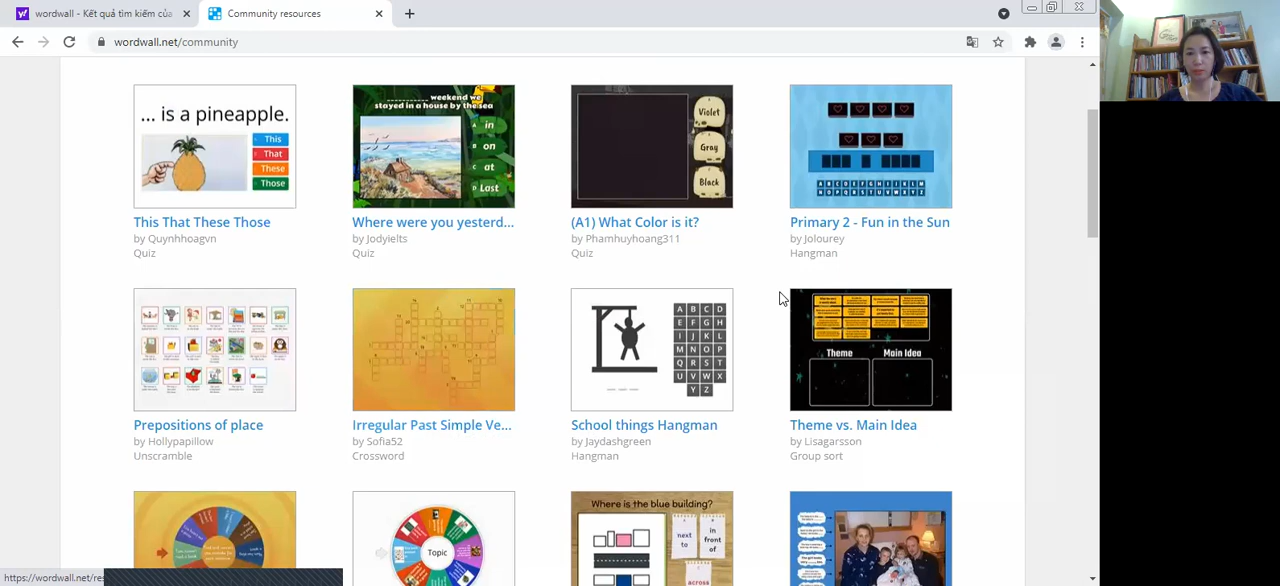 wordwall - Kết quả tìm kiếm củ
Community resources
wordwall.net/community
... is a pineapple.
This
That
These
Those
This That These Those
by Quynhhoagvn
Quiz
weekend we
stayed in a house by the sea
A in
B on
C at
D Last
Where were you yesterd...
by Jodyielts
Quiz
Violet
Gray
Black
(A1) What Color is it?
by Phamhuyhoang311
Quiz
A B C D E F G H I J K L M
N O P Q R S T U V W X Y Z
Primary 2 - Fun in the Sun
by Jolourey
Hangman
Prepositions of place
by Hollypapillow
Unscramble
Irregular Past Simple Ve...
by Sofia52
Crossword
A B C D
E F G H
I J K L
M N O P
Q R S T
U V W X
Y Z
School things Hangman
by Jaydashgreen
Hangman
Theme
Main Idea
Theme vs. Main Idea
by Lisagarsson
Group sort
Topic
Where is the blue building?
next to
in front of
across
https://wordwall.net/res